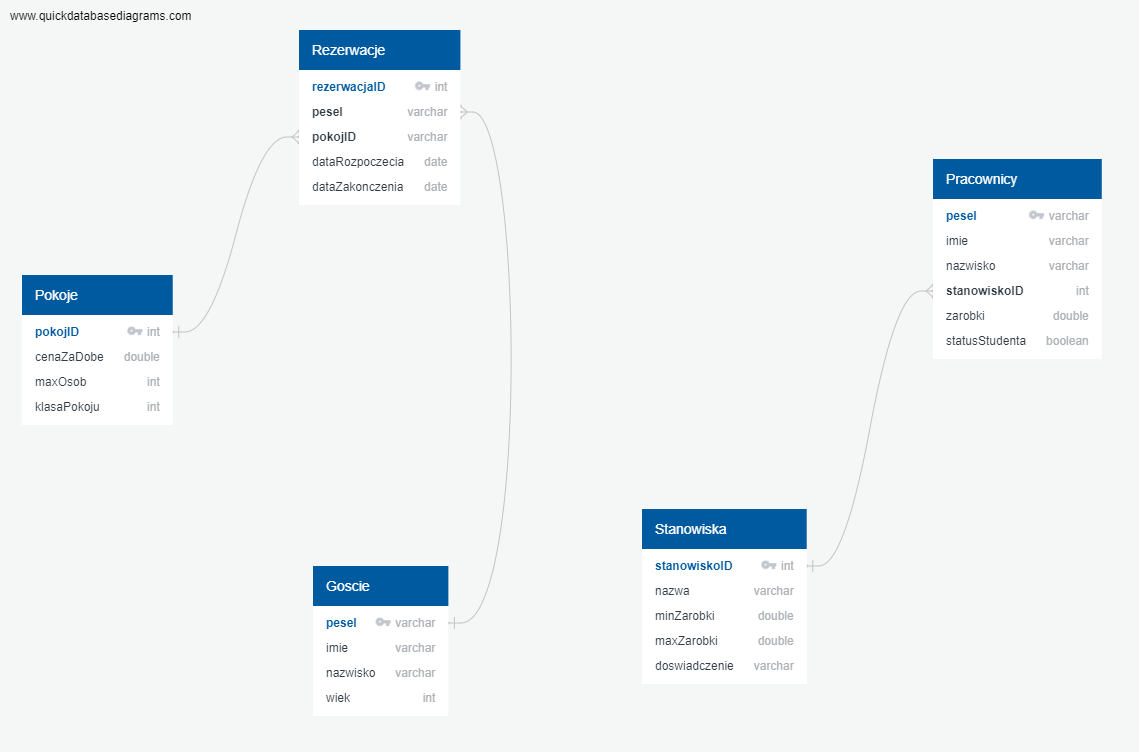 www.quickdatabasediagrams.com
Rezerwacje
rezerwacjaID int
pesel varchar
pokojID varchar
dataRozpoczecia date
dataZakonczenia date
Pokoje
pokojID int
cenaZaDobe double
maxOsob int
klasaPokoju int
Goscie
pesel varchar
imie varchar
nazwisko varchar
wiek int
Stanowiska
stanowiskoID int
nazwa varchar
minZarobki double
maxZarobki double
doswiadczenie varchar
Pracownicy
pesel varchar
imie varchar
nazwisko varchar
stanowiskoID int
zarobki double
statusStudenta boolean